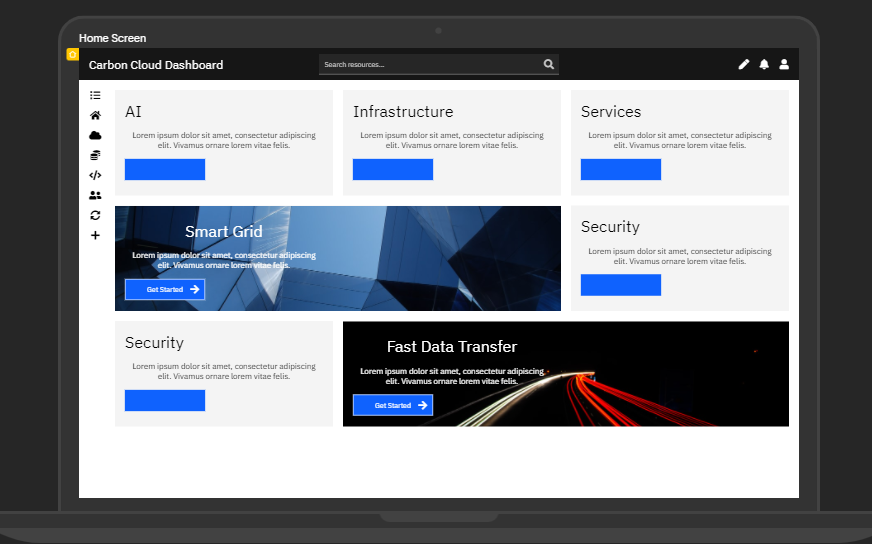 Home Screen
Carbon Cloud Dashboard
Search resources...
AI
Lorem ipsum dolor sit amet, consectetur adipiscing
elit. Vivamus ornare lorem vitae felis.
Infrastructure
Lorem ipsum dolor sit amet, consectetur adipiscing
elit. Vivamus ornare lorem vitae felis.
Services
Lorem ipsum dolor sit amet, consectetur adipiscing
elit. Vivamus ornare lorem vitae felis.
Smart Grid
Lorem ipsum dolor sit amet, consectetur adipiscing
elit. Vivamus ornare lorem vitae felis.
Get Started
Security
Lorem ipsum dolor sit amet, consectetur adipiscing
elit. Vivamus ornare lorem vitae felis.
Security
Lorem ipsum dolor sit amet, consectetur adipiscing
elit. Vivamus ornare lorem vitae felis.
Fast Data Transfer
Lorem ipsum dolor sit amet, consectetur adipiscing
elit. Vivamus ornare lorem vitae felis.
Get Started